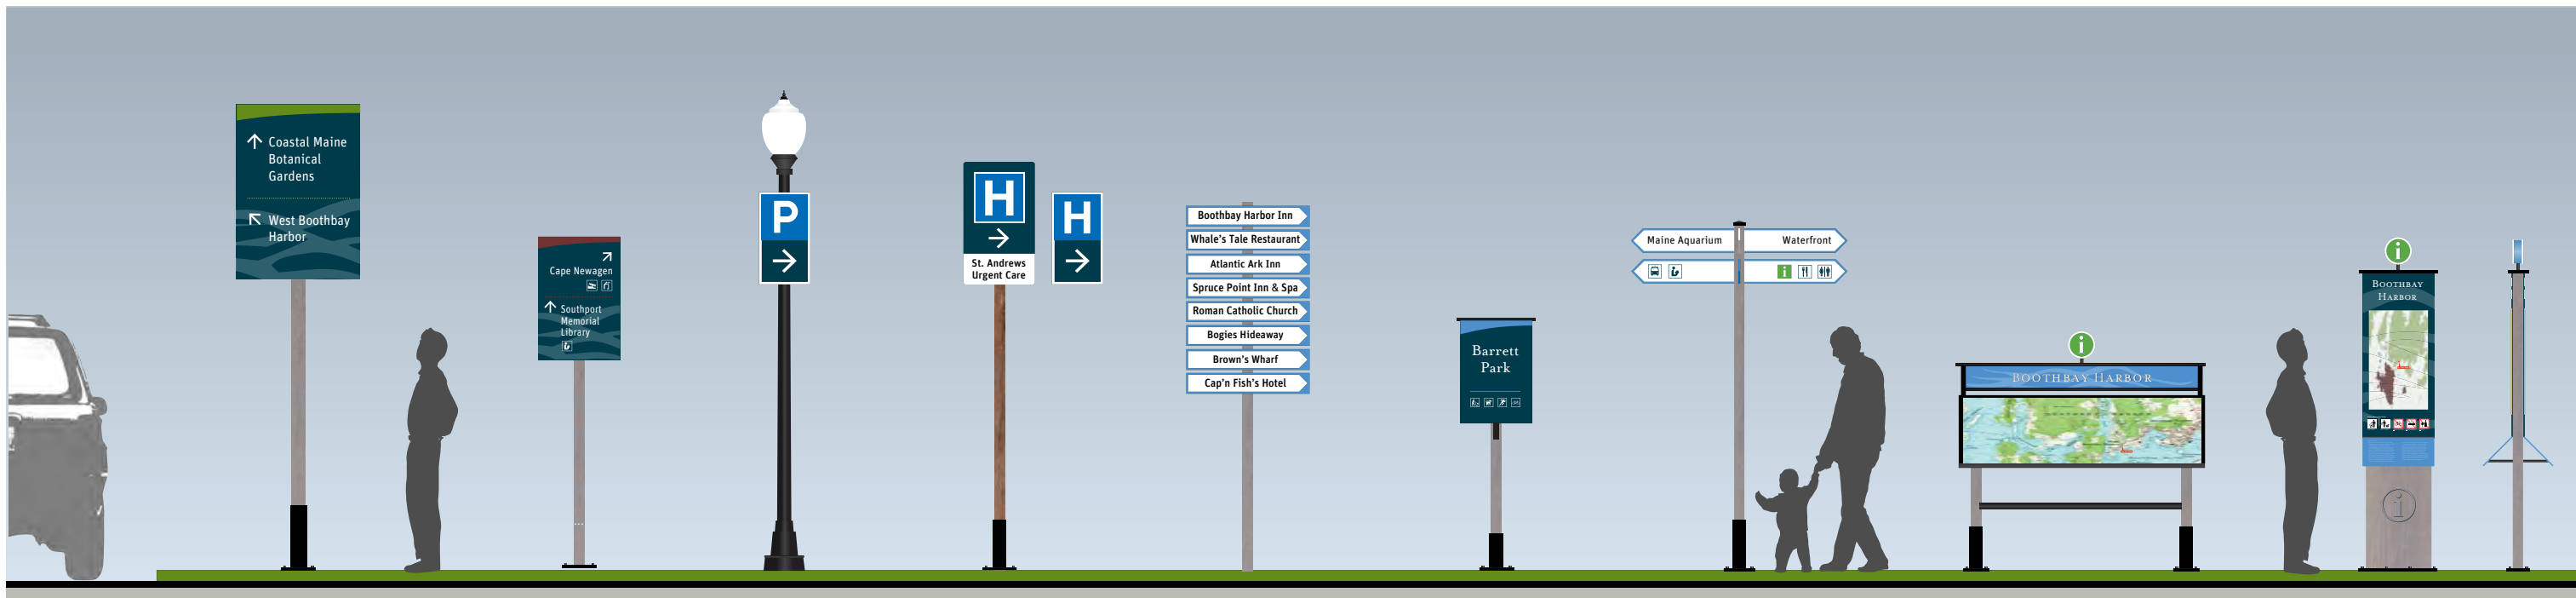 Coastal Maine
Botanical
Gardens
West Boothbay
Harbor
Cape Newagen
Southport
Memorial
Library
P
H
St. Andrews
Urgent Care
H
Boothbay Harbor Inn
Whale's Tale Restaurant
Atlantic Ark Inn
Spruce Point Inn & Spa
Roman Catholic Church
Bogies Hideaway
Brown's Wharf
Cap'n Fish's Hotel
Barrett
Park
Maine Aquarium
Waterfront
i
i
BOOTHBAY HARBOR
i
BOOTHBAY
HARBOR
i